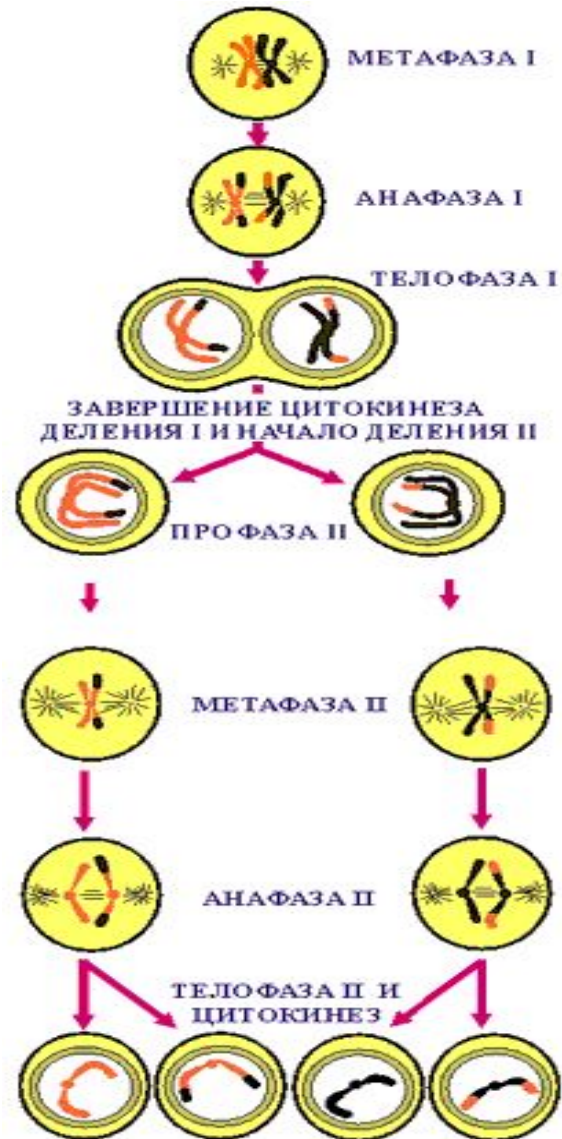 МЕТАФАЗА I
АНАФАЗА I
ТЕЛОФАЗА I
ЗАВЕРШЕНИЕ ЦИТОКИНЕЗА
ДЕЛЕНИЯ I И НАЧАЛО ДЕЛЕНИЯ II
ПРОФАЗА II
МЕТАФАЗА II
АНАФАЗА II
ТЕЛОФАЗА II И
ЦИТОКИНЕЗ